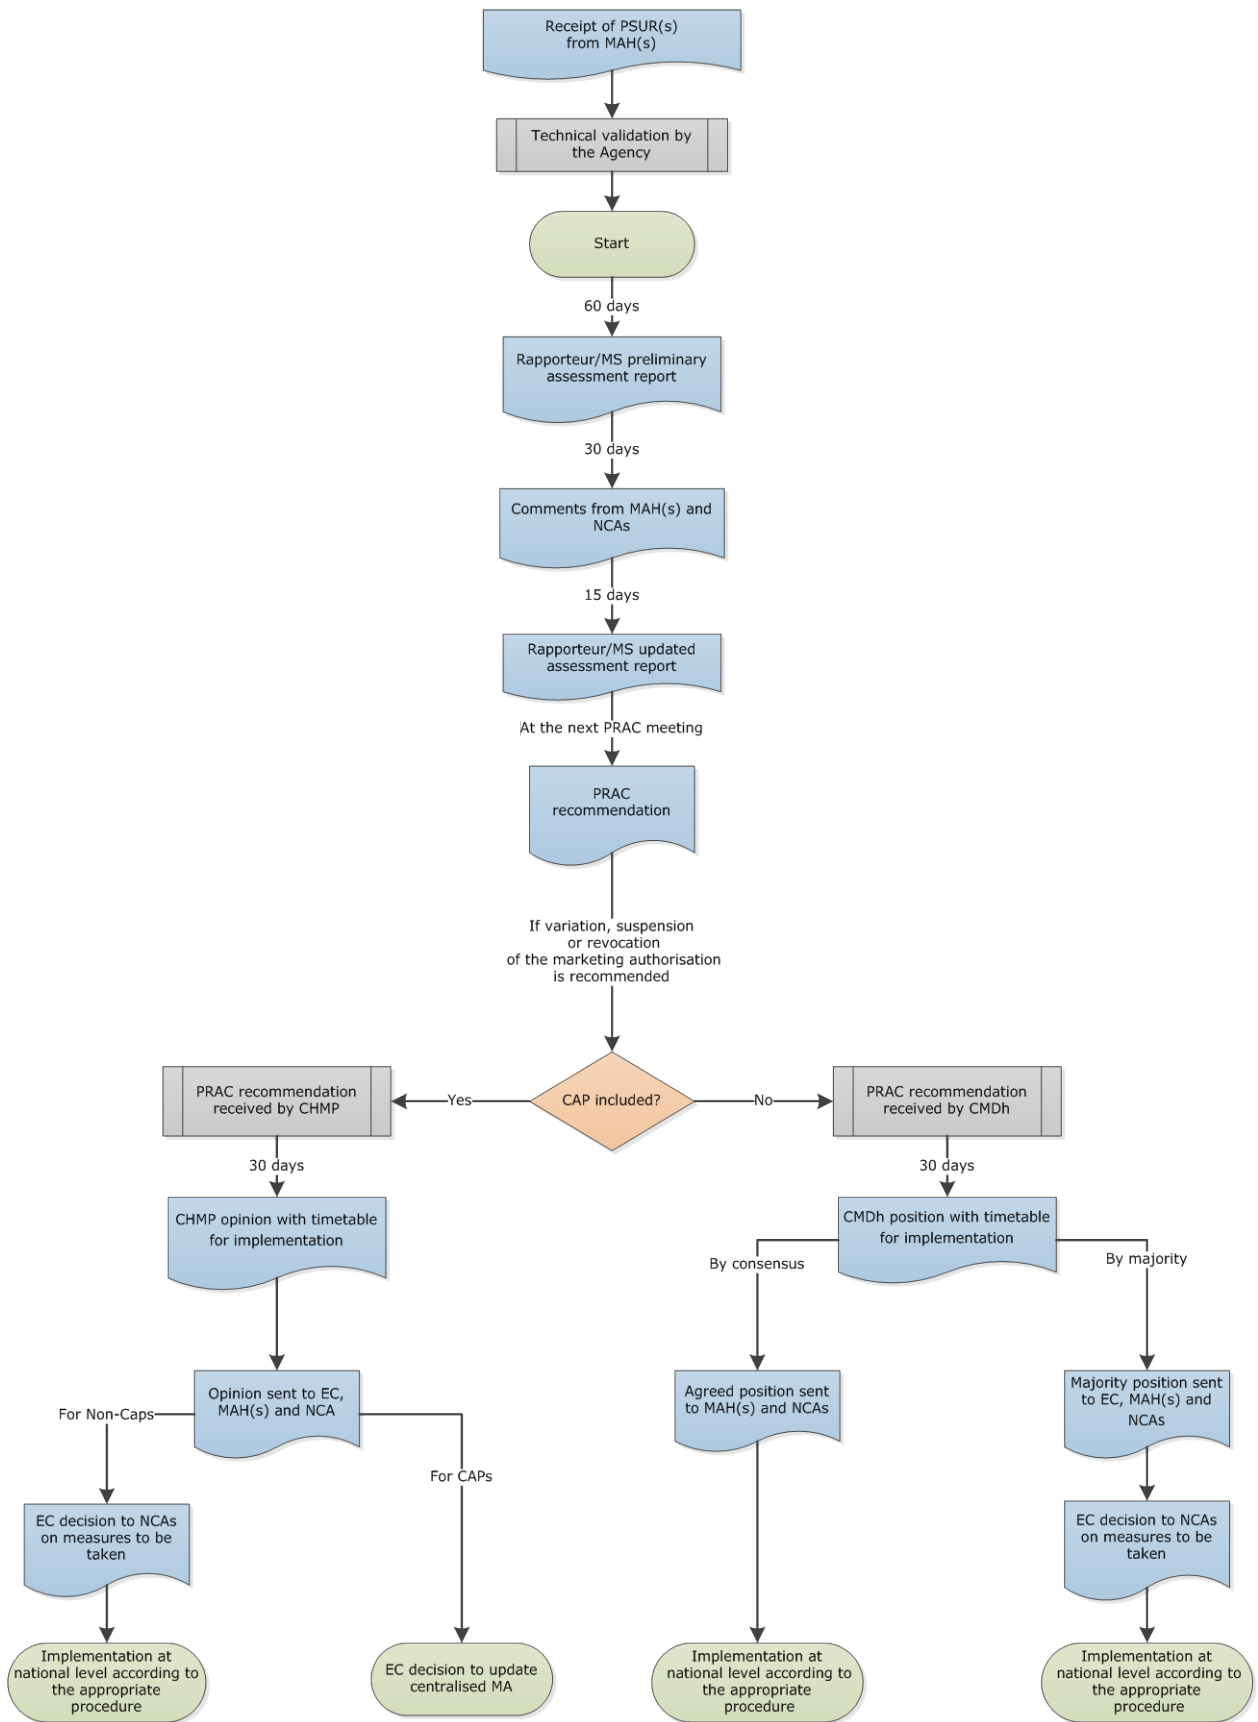 Receipt of PSUR(s)
from MAH(s)
Technical validation by
the Agency
Start
60 days
Rapporteur/MS preliminary
assessment report
30 days
Comments from MAH(s) and
NCAs
15 days
Rapporteur/MS updated
assessment report
At the next PRAC meeting
PRAC
recommendation
If variation, suspension
or revocation
of the marketing authorisation
is recommended
CAP included?
Yes
No
PRAC recommendation
received by CHMP
30 days
CHMP opinion with timetable
for implementation
Opinion sent to EC,
MAH(s) and NCA
For Non-Caps
For CAPs
EC decision to NCAs
on measures to be
taken
Implementation at
national level according to
the appropriate
procedure
EC decision to update
centralised MA
PRAC recommendation
received by CMDh
30 days
CMDh position with timetable
for implementation
By consensus
By majority
Agreed position sent
to MAH(s) and NCAs
Implementation at
national level according to
the appropriate
procedure
Majority position sent
to EC, MAH(s) and
NCAs
EC decision to NCAs
on measures to be
taken
Implementation at
national level according to
the appropriate
procedure